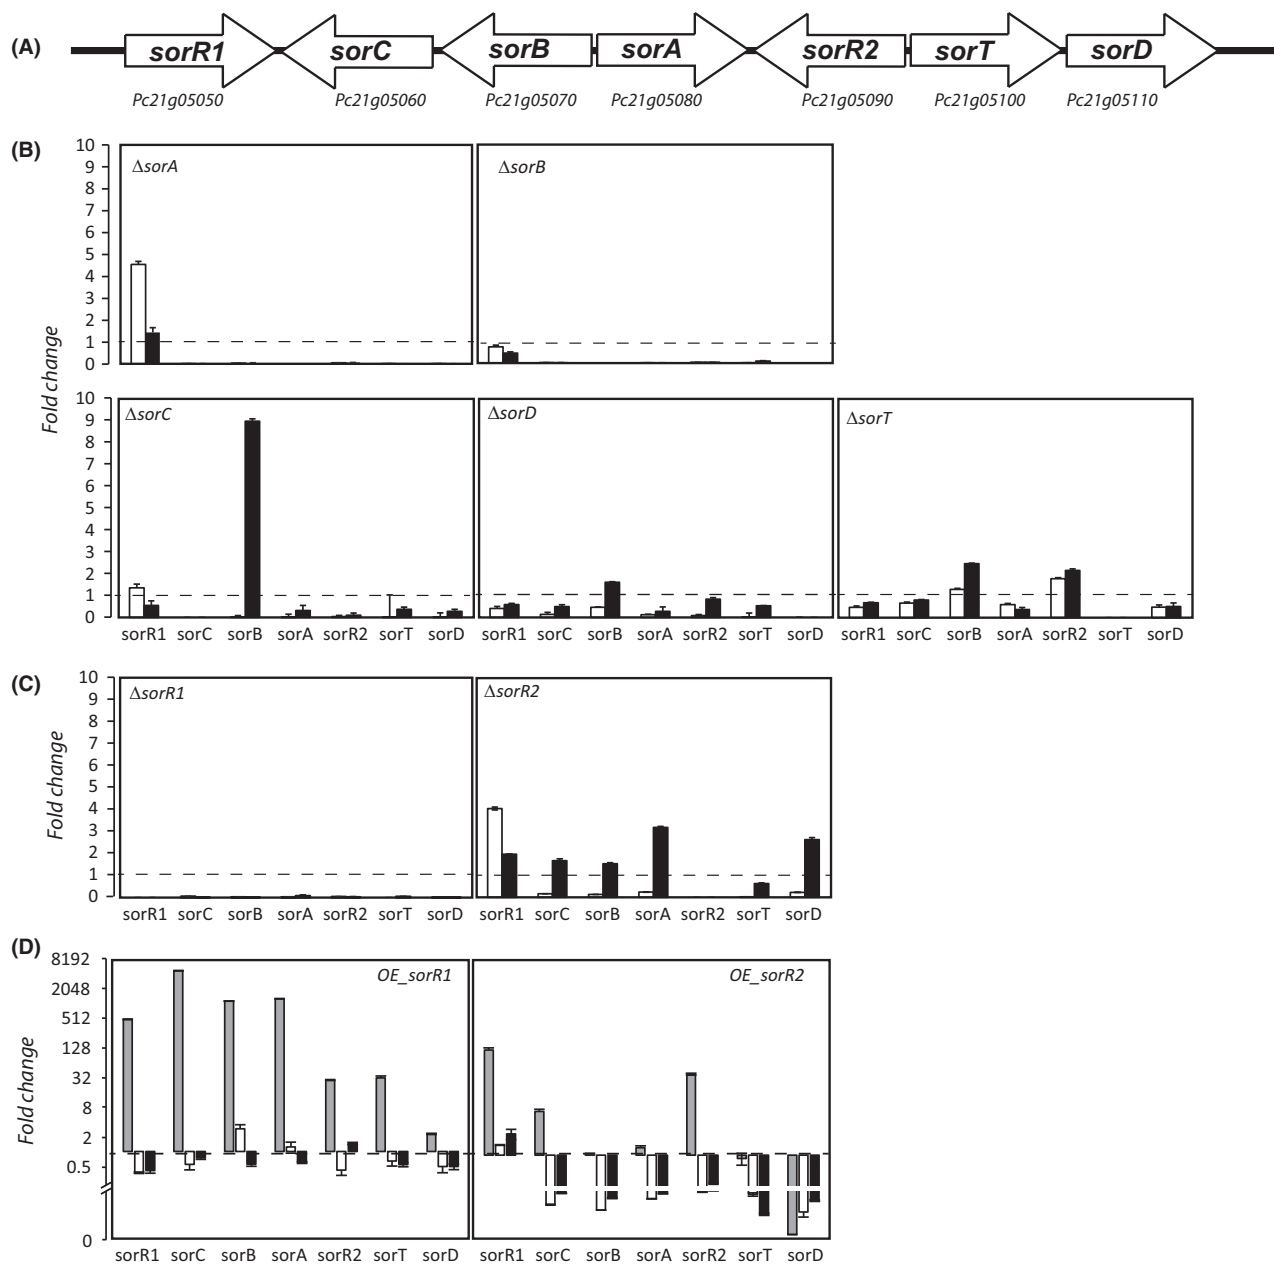 (A)
sorR1 sorC sorB sorA sorR2 sorT sorD
Pc21g05050 Pc21g05060 Pc21g05070 Pc21g05080 Pc21g05090 Pc21g05100 Pc21g05110
(B)
Fold change
10
9
8
7
6
5
4
3
2
1
0
ΔsorA
ΔsorB
10
9
8
7
6
5
4
3
2
1
0
ΔsorC
ΔsorD
ΔsorT
sorR1 sorC sorB sorA sorR2 sorT sorD sorR1 sorC sorB sorA sorR2 sorT sorD sorR1 sorC sorB sorA sorR2 sorT sorD
(C)
Fold change
10
9
8
7
6
5
4
3
2
1
0
ΔsorR1
ΔsorR2
sorR1 sorC sorB sorA sorR2 sorT sorD sorR1 sorC sorB sorA sorR2 sorT sorD
(D)
Fold change
8192
2048
512
128
32
8
2
0.5
0
OE_sorR1
OE_sorR2
sorR1 sorC sorB sorA sorR2 sorT sorD sorR1 sorC sorB sorA sorR2 sorT sorD